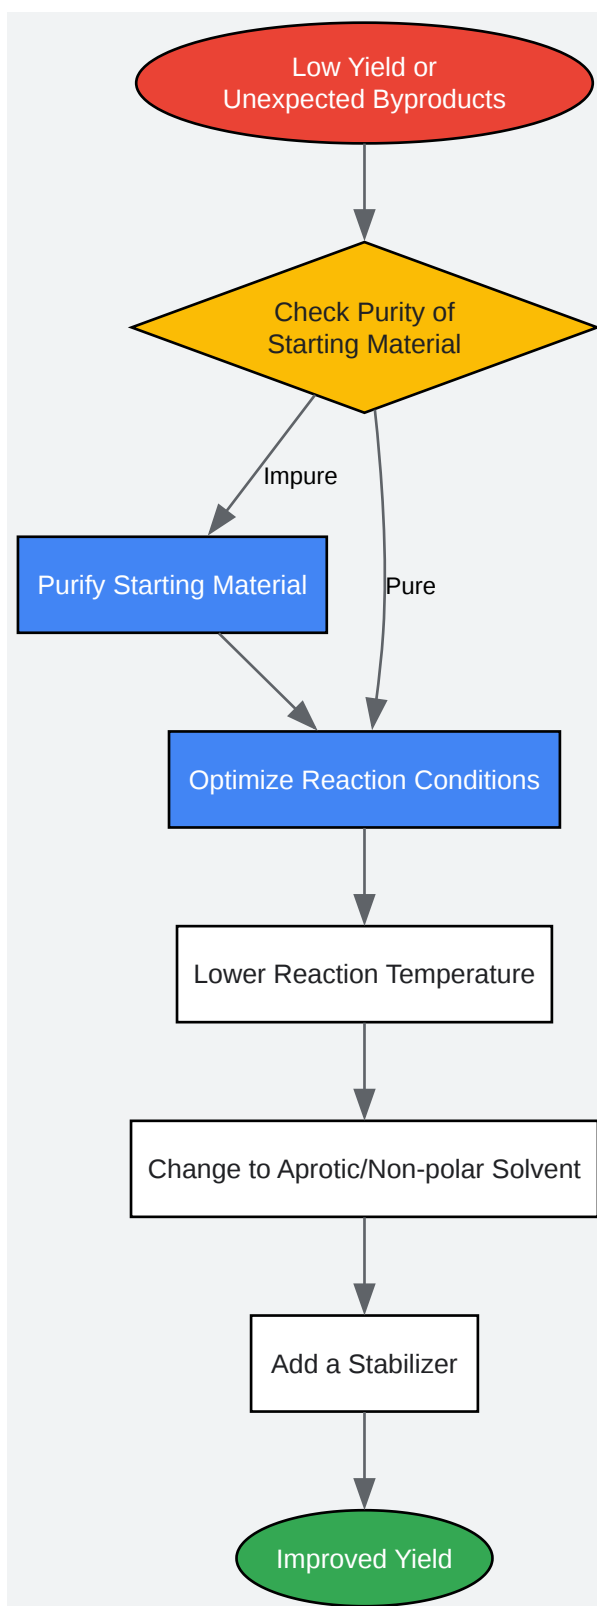 Low Yield or
Unexpected Byproducts
Check Purity of
Starting Material
Impure
Purify Starting Material
Pure
Optimize Reaction Conditions
Lower Reaction Temperature
Change to Aprotic/Non-polar Solvent
Add a Stabilizer
Improved Yield